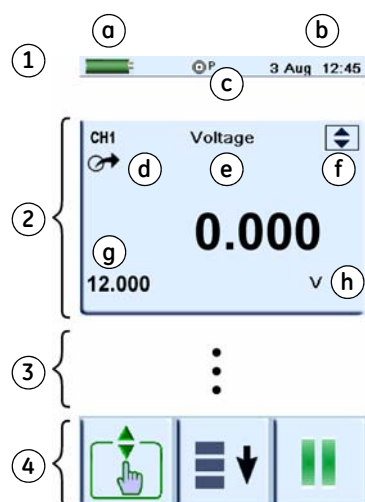 a b
1
P 3 Aug 12:45
c
CH1 Voltage
d e f
2
0.000
g
12.000 V h
3
4